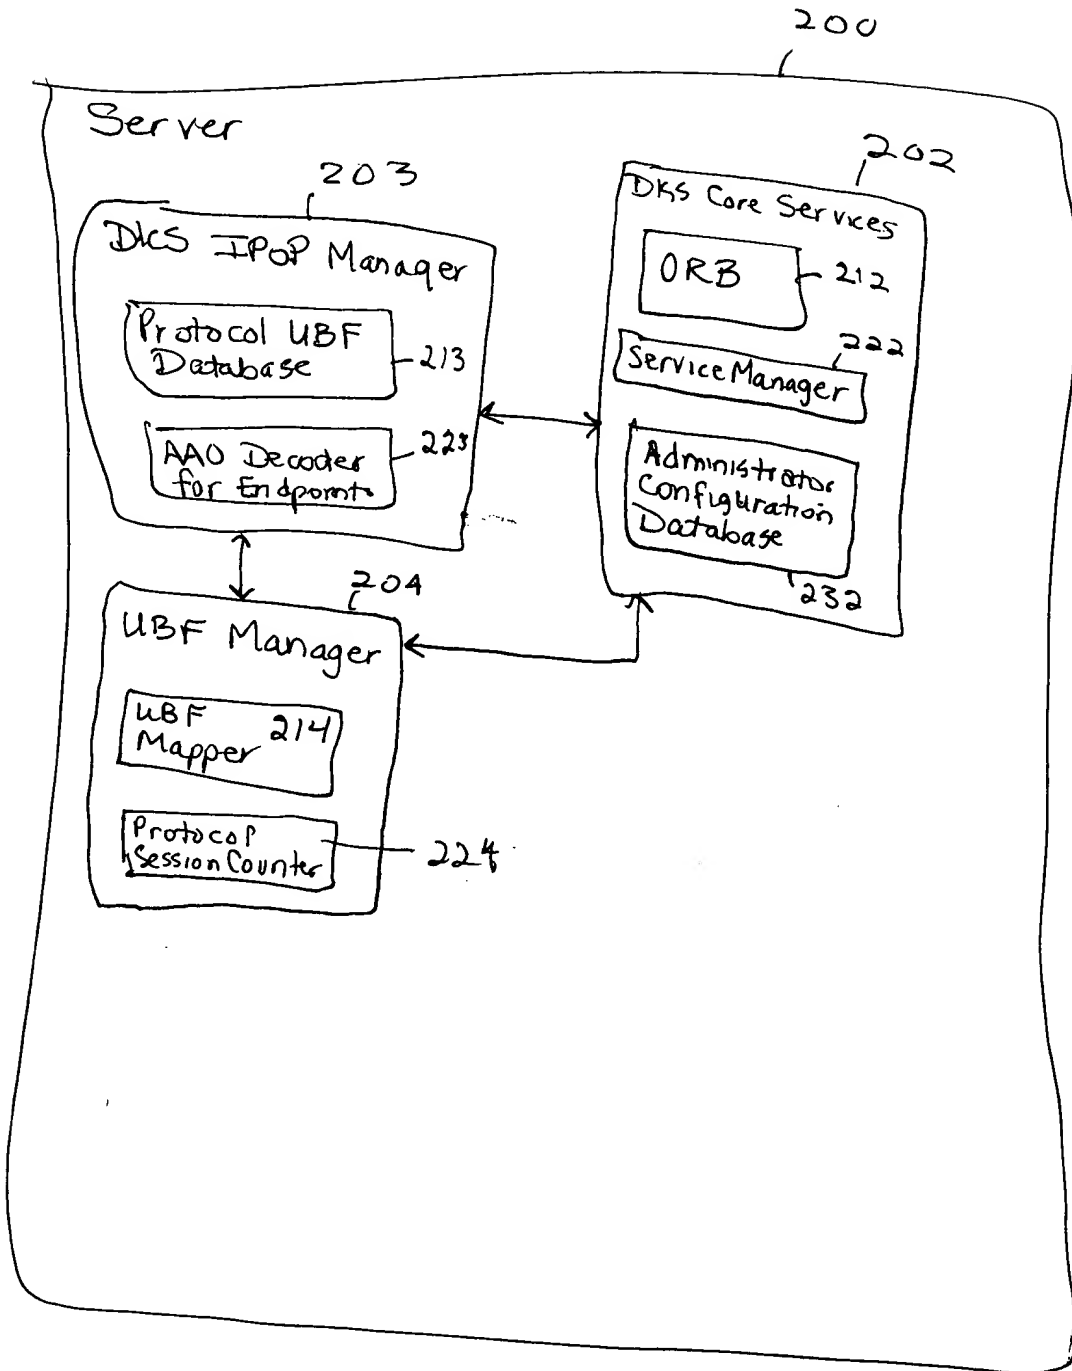 200
Server
203
202
DKS IPOP Manager
Protocol UBF
Database
213
AAO Decoder
for Endpoints
223
DKS Core Services
ORB
212
222
Service Manager
Administrator
Configuration
Database
232
204
UBF Manager
UBF
Mapper
214
Protocol
Session Counter
224